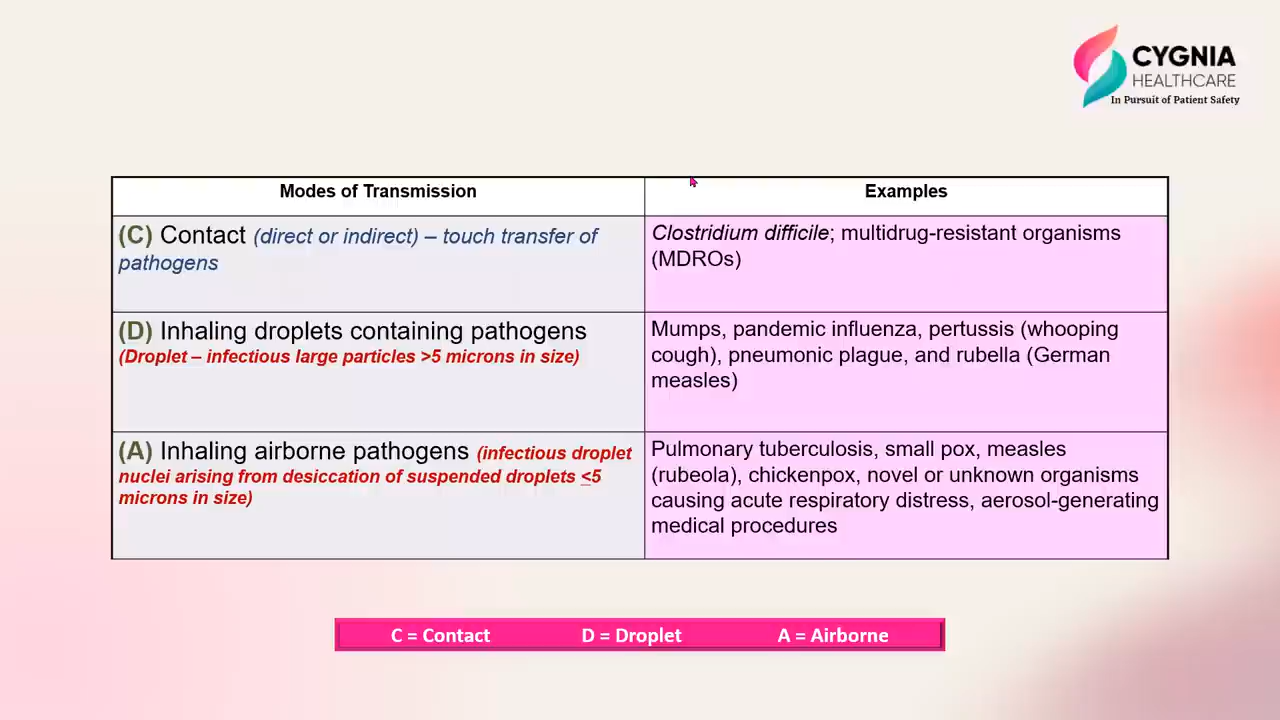 CYGNIA
HEALTHCARE
In Pursuit of Patient Safety
Modes of Transmission
Examples
(C) Contact (direct or indirect) – touch transfer of
pathogens
Clostridium difficile; multidrug-resistant organisms
(MDROs)
(D) Inhaling droplets containing pathogens
(Droplet – infectious large particles >5 microns in size)
Mumps, pandemic influenza, pertussis (whooping
cough), pneumonic plague, and rubella (German
measles)
(A) Inhaling airborne pathogens (infectious droplet
nuclei arising from desiccation of suspended droplets <5
microns in size)
Pulmonary tuberculosis, small pox, measles
(rubeola), chickenpox, novel or unknown organisms
causing acute respiratory distress, aerosol-generating
medical procedures
C = Contact D = Droplet A = Airborne